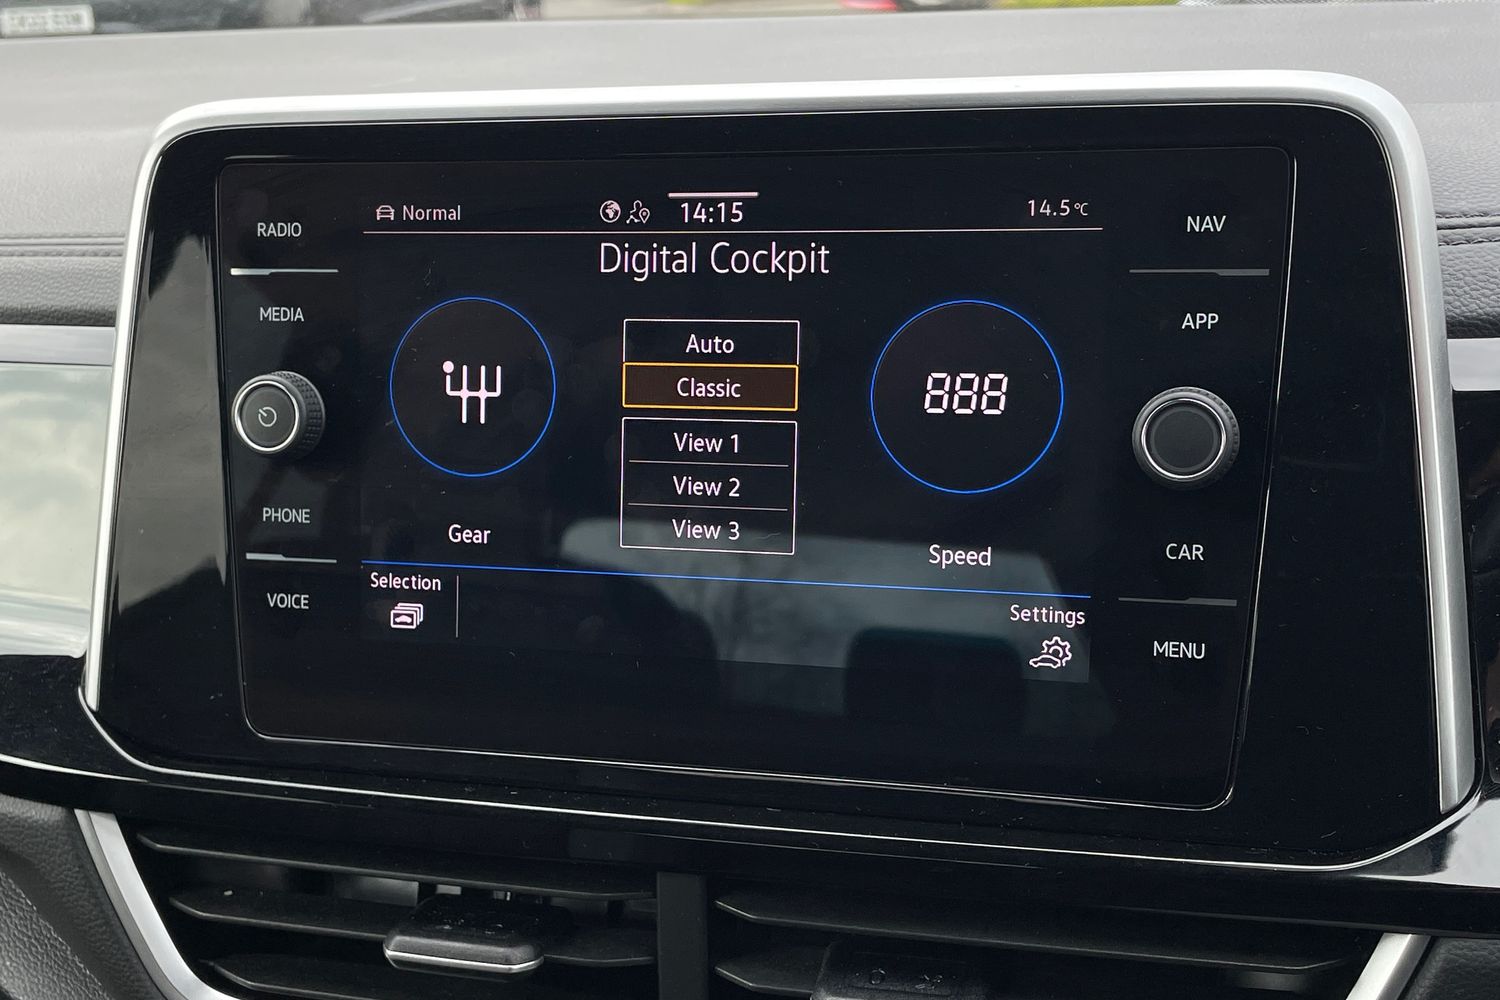 Normal
14:15
14.5°C
Digital Cockpit
RADIO
MEDIA
PHONE
VOICE
Auto
Classic
View 1
View 2
View 3
Gear
888
Speed
Selection
Settings
NAV
APP
CAR
MENU